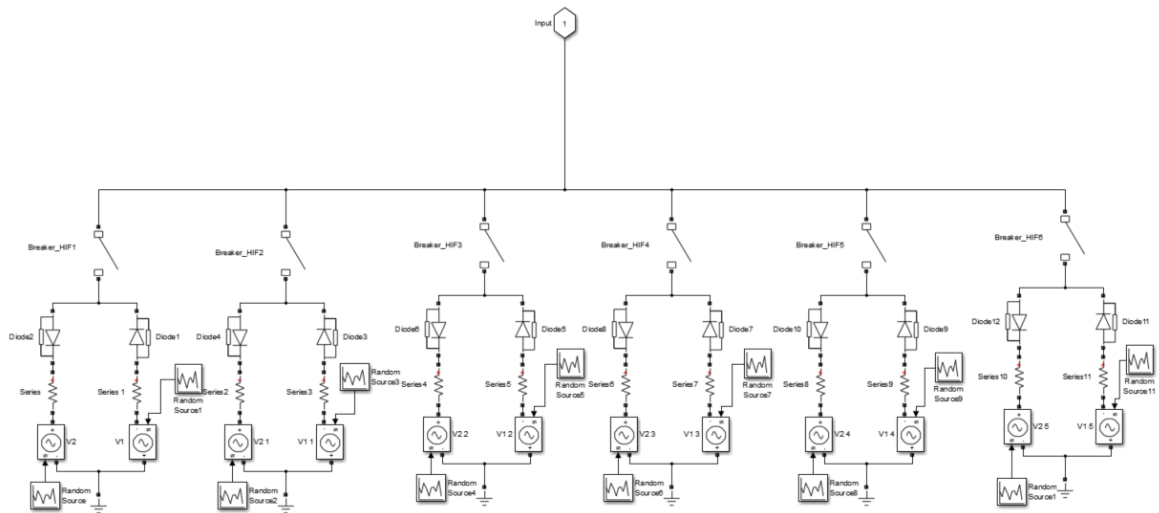 Input
1
Breaker_HIF1
Breaker_HIF2
Breaker_HIF3
Breaker_HIF4
Breaker_HIF5
Breaker_HIF6
Diode2
Diode1
Diode4
Diode3
Diode6
Diode5
Diode8
Diode7
Diode10
Diode9
Diode12
Diode11
Series
Series 1
Random
Source1
Series2
Series3
Random
Source3
Series4
Series5
Random
Source5
Series6
Series7
Random
Source7
Series8
Series9
Random
Source9
Series10
Series11
Random
Source11
V2
V1
V2 1
V1 1
V2 2
V1 2
V2 3
V1 3
V2 4
V1 4
V2 5
V1 5
Random
Source
Random
Source2
Random
Source4
Random
Source6
Random
Source8
Random
Source1